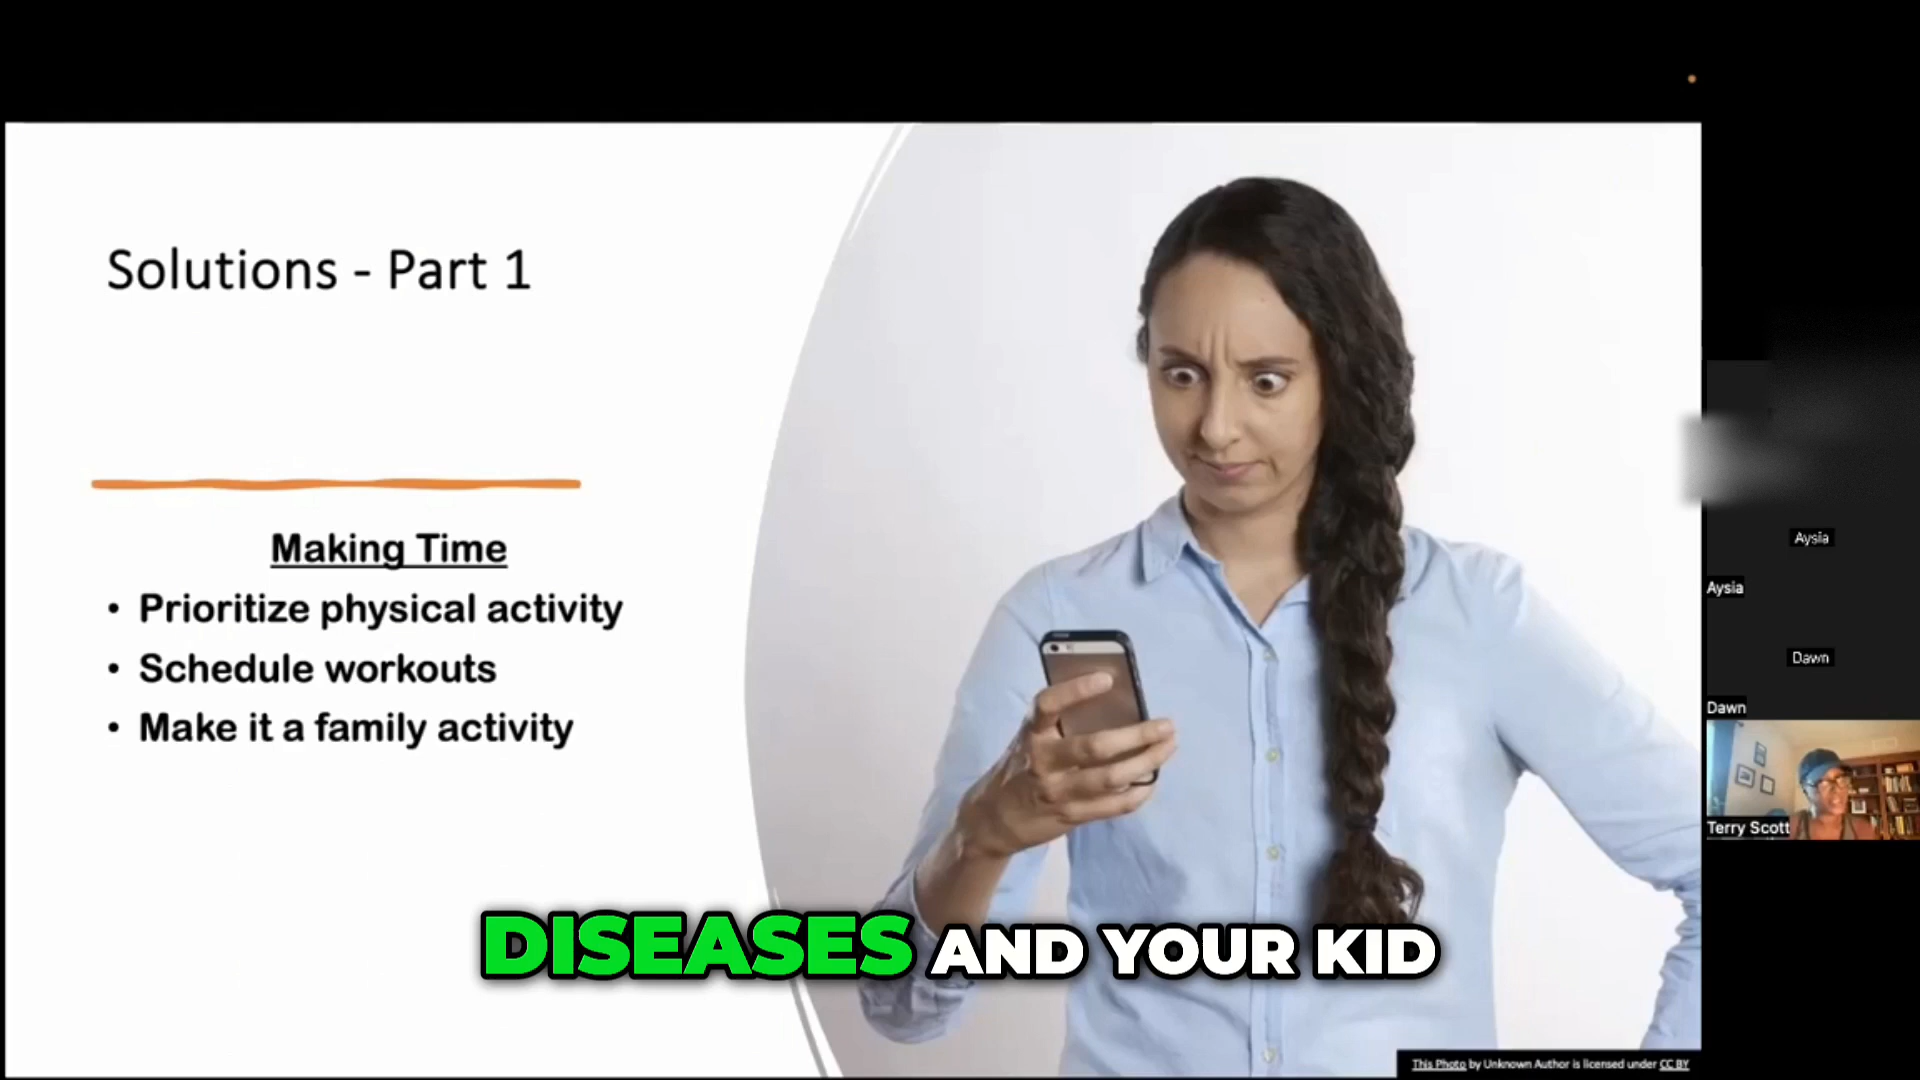 Solutions - Part 1
Making Time
• Prioritize physical activity
• Schedule workouts
• Make it a family activity
Aysia
Aysia
Dawn
Dawn
Terry Scott
DISEASES AND YOUR KID
This Photo by Unknown Author is licensed under CC BY